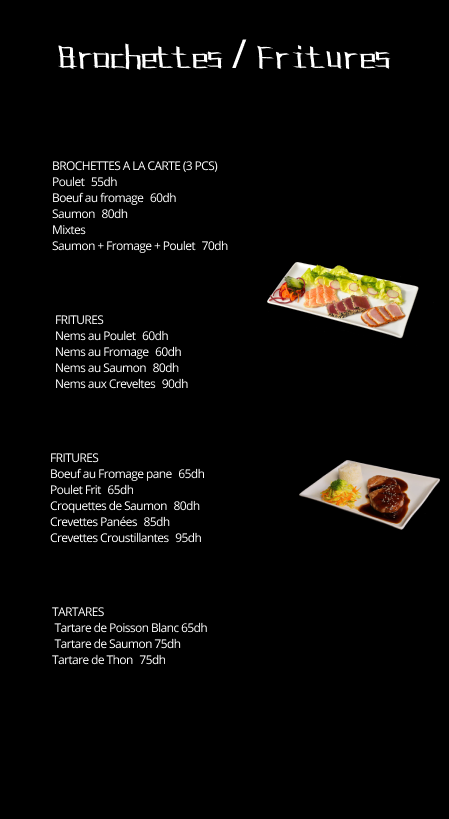 Brochettes / Fritures
BROCHETTES A LA CARTE (3 PCS)
Poulet 55dh
Boeuf au fromage 60dh
Saumon 80dh
Mixtes
Saumon + Fromage + Poulet 70dh
FRITURES
Nems au Poulet 60dh
Nems au Fromage 60dh
Nems au Saumon 80dh
Nems aux Creveltes 90dh
FRITURES
Boeuf au Fromage pane 65dh
Poulet Frit 65dh
Croquettes de Saumon 80dh
Crevettes Panées 85dh
Crevettes Croustillantes 95dh
TARTARES
Tartare de Poisson Blanc 65dh
Tartare de Saumon 75dh
Tartare de Thon 75dh